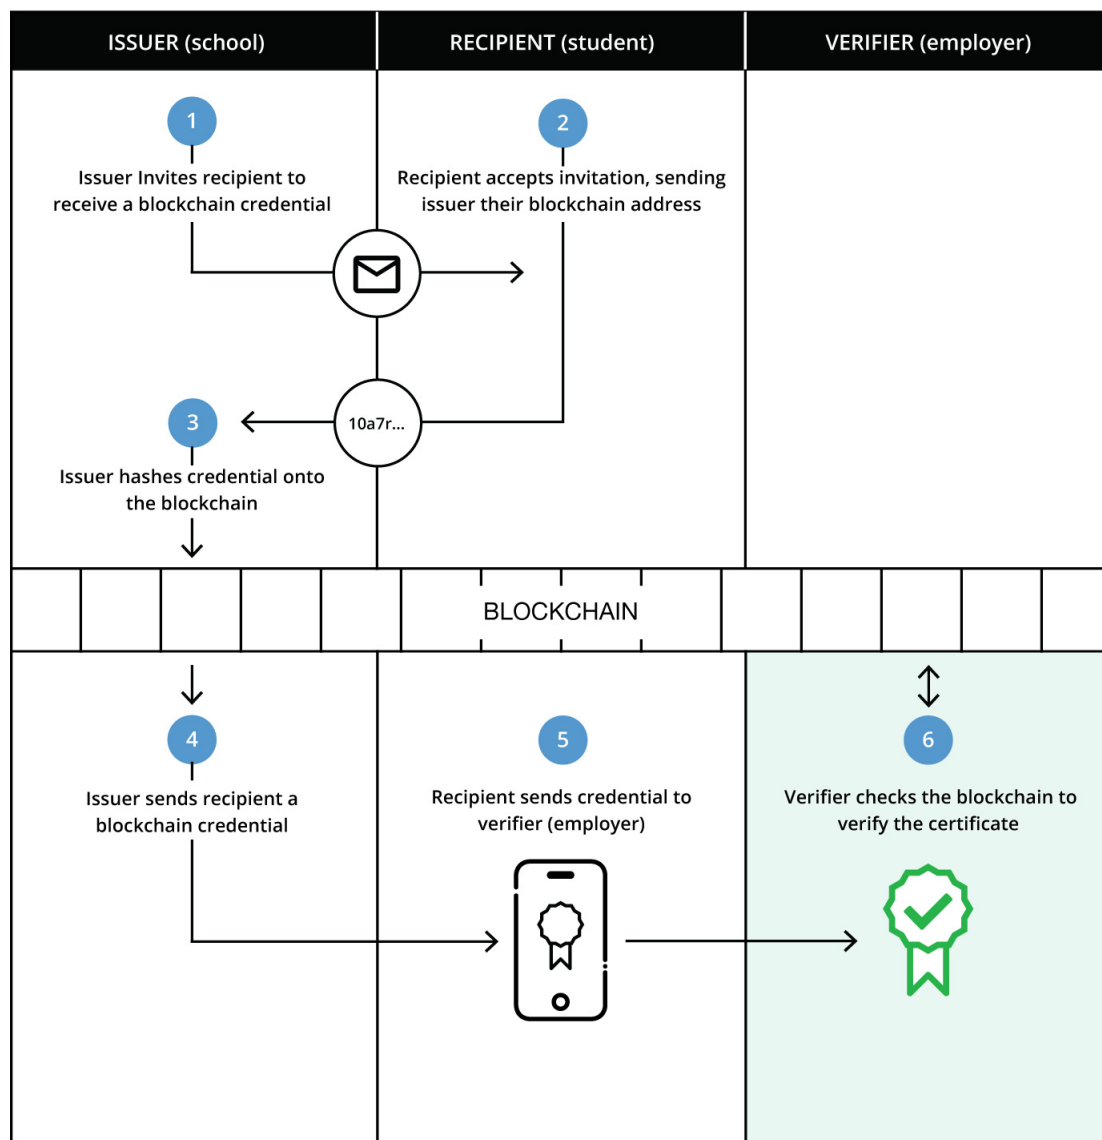 ISSUER (school)
RECIPIENT (student)
VERIFIER (employer)
1
Issuer Invites recipient to
receive a blockchain credential
2
Recipient accepts invitation, sending
issuer their blockchain address
10a7r...
3
Issuer hashes credential onto
the blockchain
BLOCKCHAIN
4
Issuer sends recipient a
blockchain credential
5
Recipient sends credential to
verifier (employer)
6
Verifier checks the blockchain to
verify the certificate